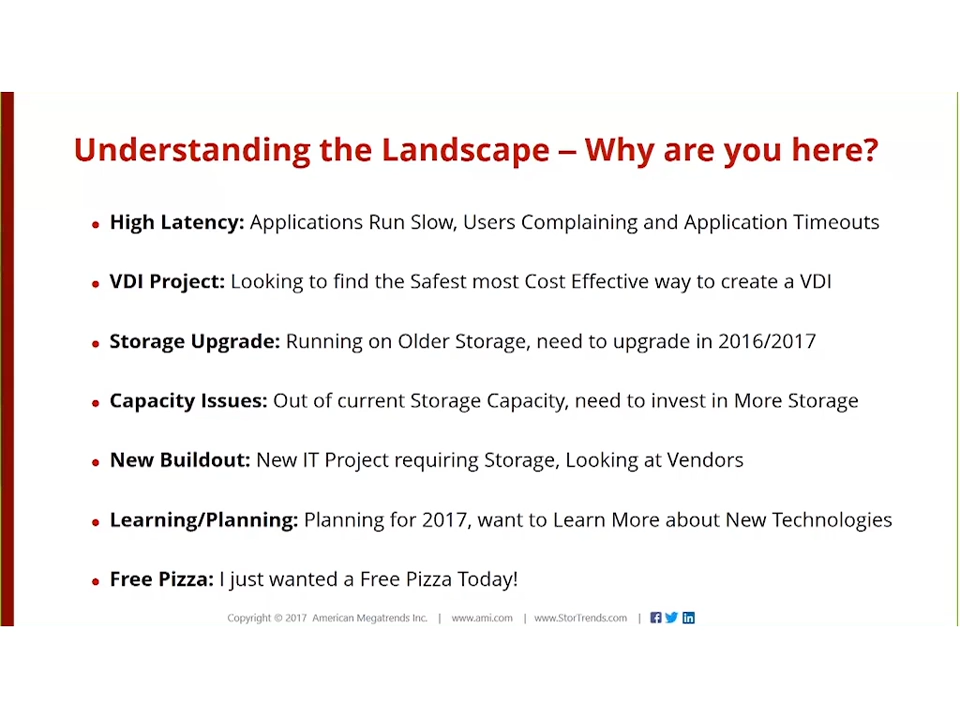 Understanding the Landscape – Why are you here?
• High Latency: Applications Run Slow, Users Complaining and Application Timeouts
• VDI Project: Looking to find the Safest most Cost Effective way to create a VDI
• Storage Upgrade: Running on Older Storage, need to upgrade in 2016/2017
• Capacity Issues: Out of current Storage Capacity, need to invest in More Storage
• New Buildout: New IT Project requiring Storage, Looking at Vendors
• Learning/Planning: Planning for 2017, want to Learn More about New Technologies
• Free Pizza: I just wanted a Free Pizza Today!
Copyright © 2017 American Megatrends Inc. | www.ami.com | www.StorTrends.com |